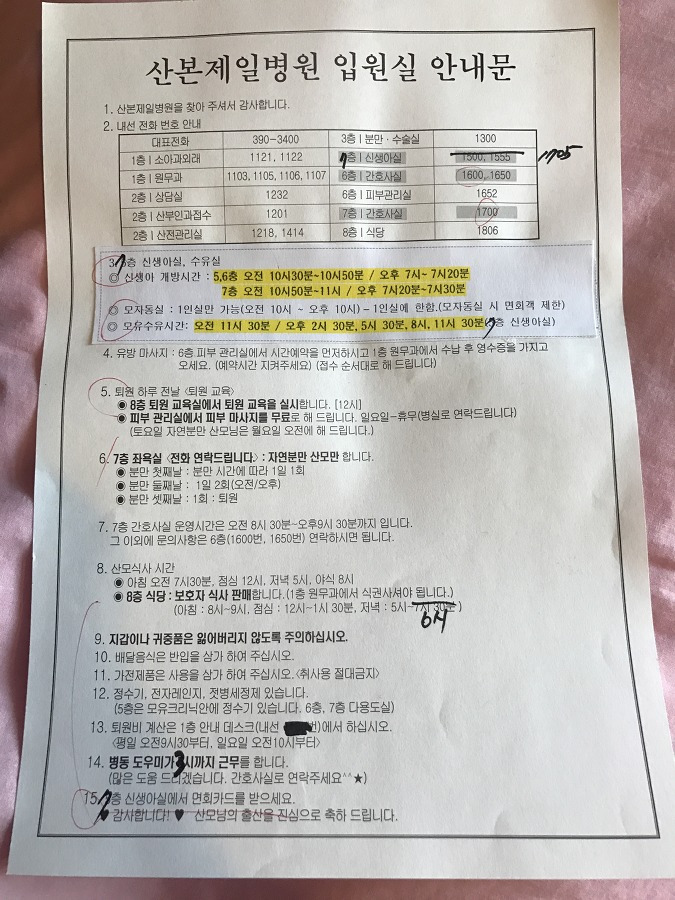 산본제일병원 입원실 안내문
1. 산본제일병원을 찾아 주셔서 감사합니다.
2. 내선 전화 번호 안내
대표전화 390-3400 3층 | 분만·수술실 1300
1층 | 소아과외래 1121, 1122 7층 | 신생아실 1500, 1555 1705
1층 | 원무과 1103, 1105, 1106, 1107 6층 | 간호사실 1600, 1650
2층 | 상담실 1232 6층 | 피부관리실 1652
2층 | 산부인과접수 1201 7층 | 간호사실 1700
2층 | 산전관리실 1218, 1414 8층 | 식당 1806
3. 7층 신생아실, 수유실
◎ 신생아 개방시간 : 5,6층 오전 10시30분~10시50분 / 오후 7시~ 7시20분
7층 오전 10시50분~11시 / 오후 7시20분~7시30분
◎ 모자동실 : 1인실만 가능(오전 10시 ~ 오후 10시) - 1인실에 한함.(모자동실 시 면회객 제한)
◎ 모유수유시간: 오전 11시 30분 / 오후 2시 30분, 5시 30분, 8시, 11시 30분(7층 신생아실)
4. 유방 마사지 : 6층 피부 관리실에서 시간예약을 먼저하시고 1층 원무과에서 수납 후 영수증을 가지고
오세요. (예약시간 지켜주세요) (접수 순서대로 해 드립니다)
5. 퇴원 하루 전날 <퇴원 교육>
◉ 8층 퇴원 교육실에서 퇴원 교육을 실시합니다. [12시]
◉ 피부 관리실에서 피부 마사지를 무료로 해 드립니다. 일요일-휴무(병실로 연락드립니다)
(토요일 자연분만 산모님은 월요일 오전에 해 드립니다.)
6. 7층 좌욕실 <전화 연락드립니다.> : 자연분만 산모만 합니다.
◉ 분만 첫째날 : 분만 시간에 따라 1일 1회
◉ 분만 둘째날 : 1일 2회(오전/오후)
◉ 분만 셋째날 : 1회 : 퇴원
7. 7층 간호사실 운영시간은 오전 8시 30분~오후9시 30분까지 입니다.
그 이외에 문의사항은 6층(1600번, 1650번) 연락하시면 됩니다.
8. 산모식사 시간
◉ 아침 오전 7시30분, 점심 12시, 저녁 5시, 야식 8시
◉ 8층 식당 : 보호자 식사 판매합니다.(1층 원무과에서 식권사셔야 됩니다.)
(아침 : 8시~9시, 점심 : 12시~1시 30분, 저녁 : 5시~7시 30분 )
6시
9. 지갑이나 귀중품은 잃어버리지 않도록 주의하십시오.
10. 배달음식은 반입을 삼가 하여 주십시오.
11. 가전제품은 사용을 삼가 하여 주십시오.<취사용 절대금지>
12. 정수기, 전자레인지, 젖병세정제 있습니다.
(5층은 모유크리닉안에 정수기 있습니다. 6층, 7층 다용도실)
13. 퇴원비 계산은 1층 안내 데스크(내선 번)에서 하십시오.
<평일 오전9시30분부터, 일요일 오전10시부터>
14. 병동 도우미가 3시까지 근무를 합니다.
(많은 도움 드리겠습니다. 간호사실로 연락주세요^^★)
15. 7층 신생아실에서 면회카드를 받으세요.
♥ 감사합니다! ♥ 산모님의 출산을 진심으로 축하 드립니다.